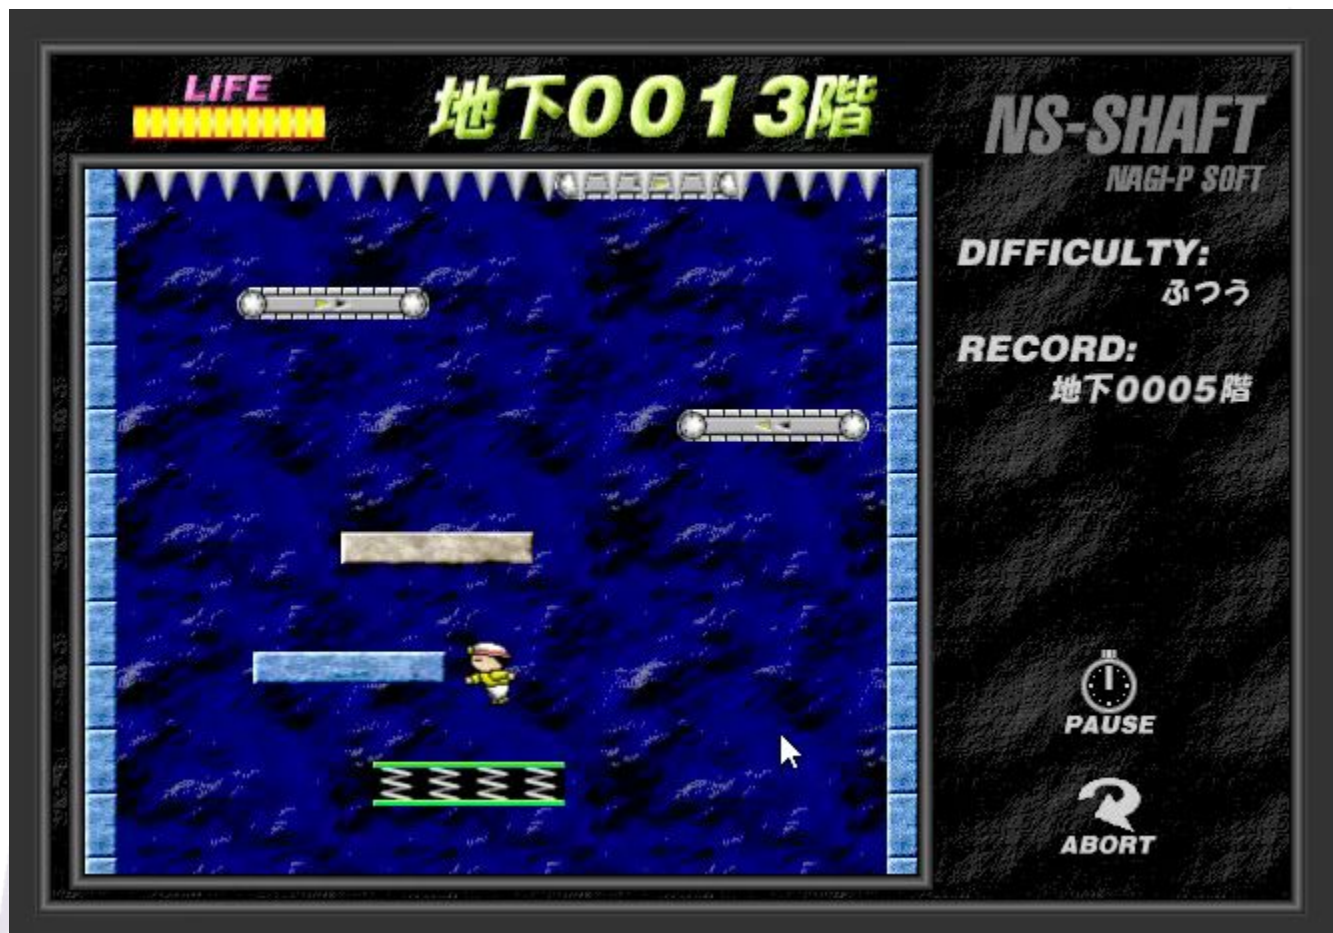 LIFE
地下0013階
NS-SHAFT
NAGI-P SOFT
DIFFICULTY:
ふつう
RECORD:
地下0005階
PAUSE
ABORT